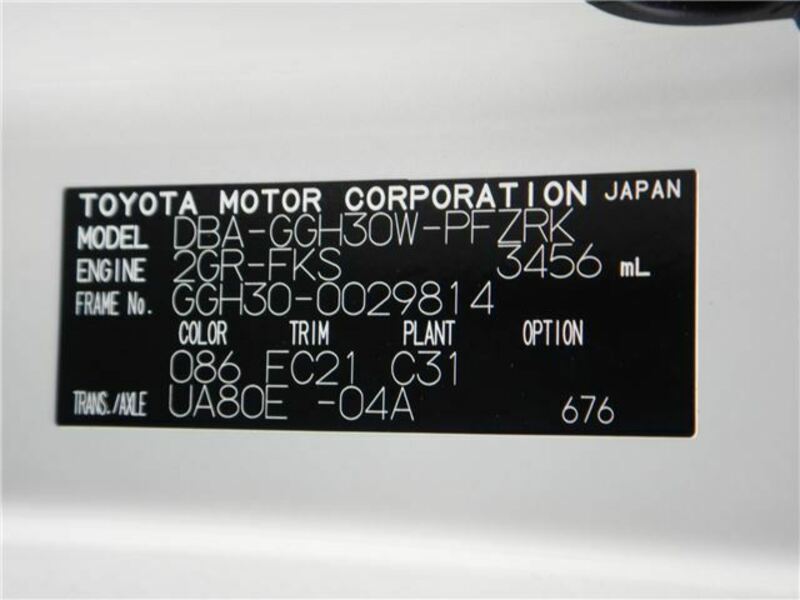 TOYOTA MOTOR CORPORATION JAPAN
MODEL DBA-GGH30W-PFZRK
ENGINE 2GR-FKS 3456 mL
FRAME No. GGH30-0029814
COLOR TRIM PLANT OPTION
086 EC21 C31
TRANS./AXLE UA80E -04A 676